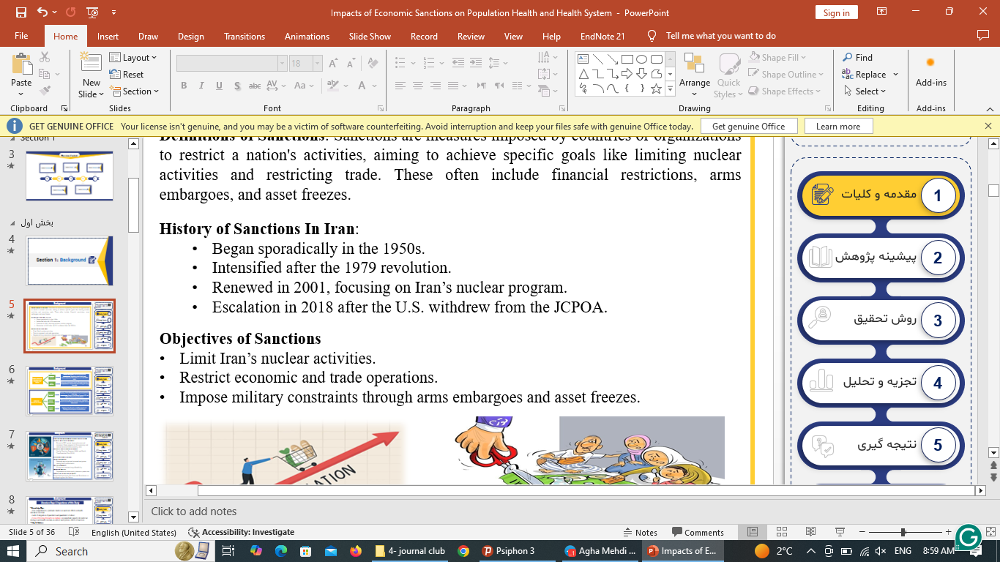 Impacts of Economic Sanctions on Population Health and Health System - PowerPoint
Sign in
File Home Insert Draw Design Transitions Animations Slide Show Record Review View Help EndNote 21 Tell me what you want to do
Paste
Clipboard
New Slide
Layout
Reset
Section
Slides
18
B I U S abc AV Aa A
Font
Paragraph
Arrange
Quick Styles
Shape Fill
Shape Outline
Shape Effects
Drawing
Find
Replace
Select
Editing
Add-ins
Add-ins
GET GENUINE OFFICE Your license isn't genuine, and you may be a victim of software counterfeiting. Avoid interruption and keep your files safe with genuine Office today. Get genuine Office Learn more
Section 1
3
بخش اول
4
Section 1: Background
5
6
7
8
Definitions of Sanctions: Sanctions are measures imposed by countries or organizations
to restrict a nation's activities, aiming to achieve specific goals like limiting nuclear
activities and restricting trade. These often include financial restrictions, arms
embargoes, and asset freezes.
History of Sanctions In Iran:
• Began sporadically in the 1950s.
• Intensified after the 1979 revolution.
• Renewed in 2001, focusing on Iran’s nuclear program.
• Escalation in 2018 after the U.S. withdrew from the JCPOA.
Objectives of Sanctions
• Limit Iran’s nuclear activities.
• Restrict economic and trade operations.
• Impose military constraints through arms embargoes and asset freezes.
1 مقدمه و کلیات
2 پیشینه پژوهش
3 روش تحقیق
4 تجزیه و تحلیل
5 نتیجه گیری
Click to add notes
Slide 5 of 36 English (United States) Accessibility: Investigate Notes Comments
Search 4- journal club Psiphon 3 Agha Mehdi ... Impacts of E... 2°C ENG 8:59 AM